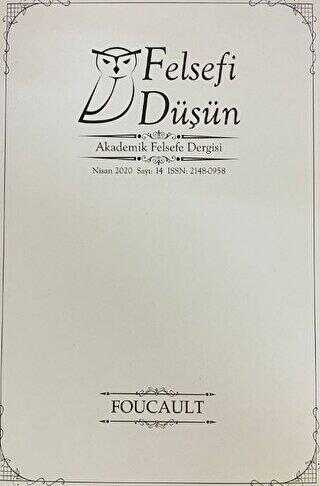 Felsefi
Düşün
Akademik Felsefe Dergisi
Nisan 2020 Sayı: 14 ISSN: 2148-0958
FOUCAULT